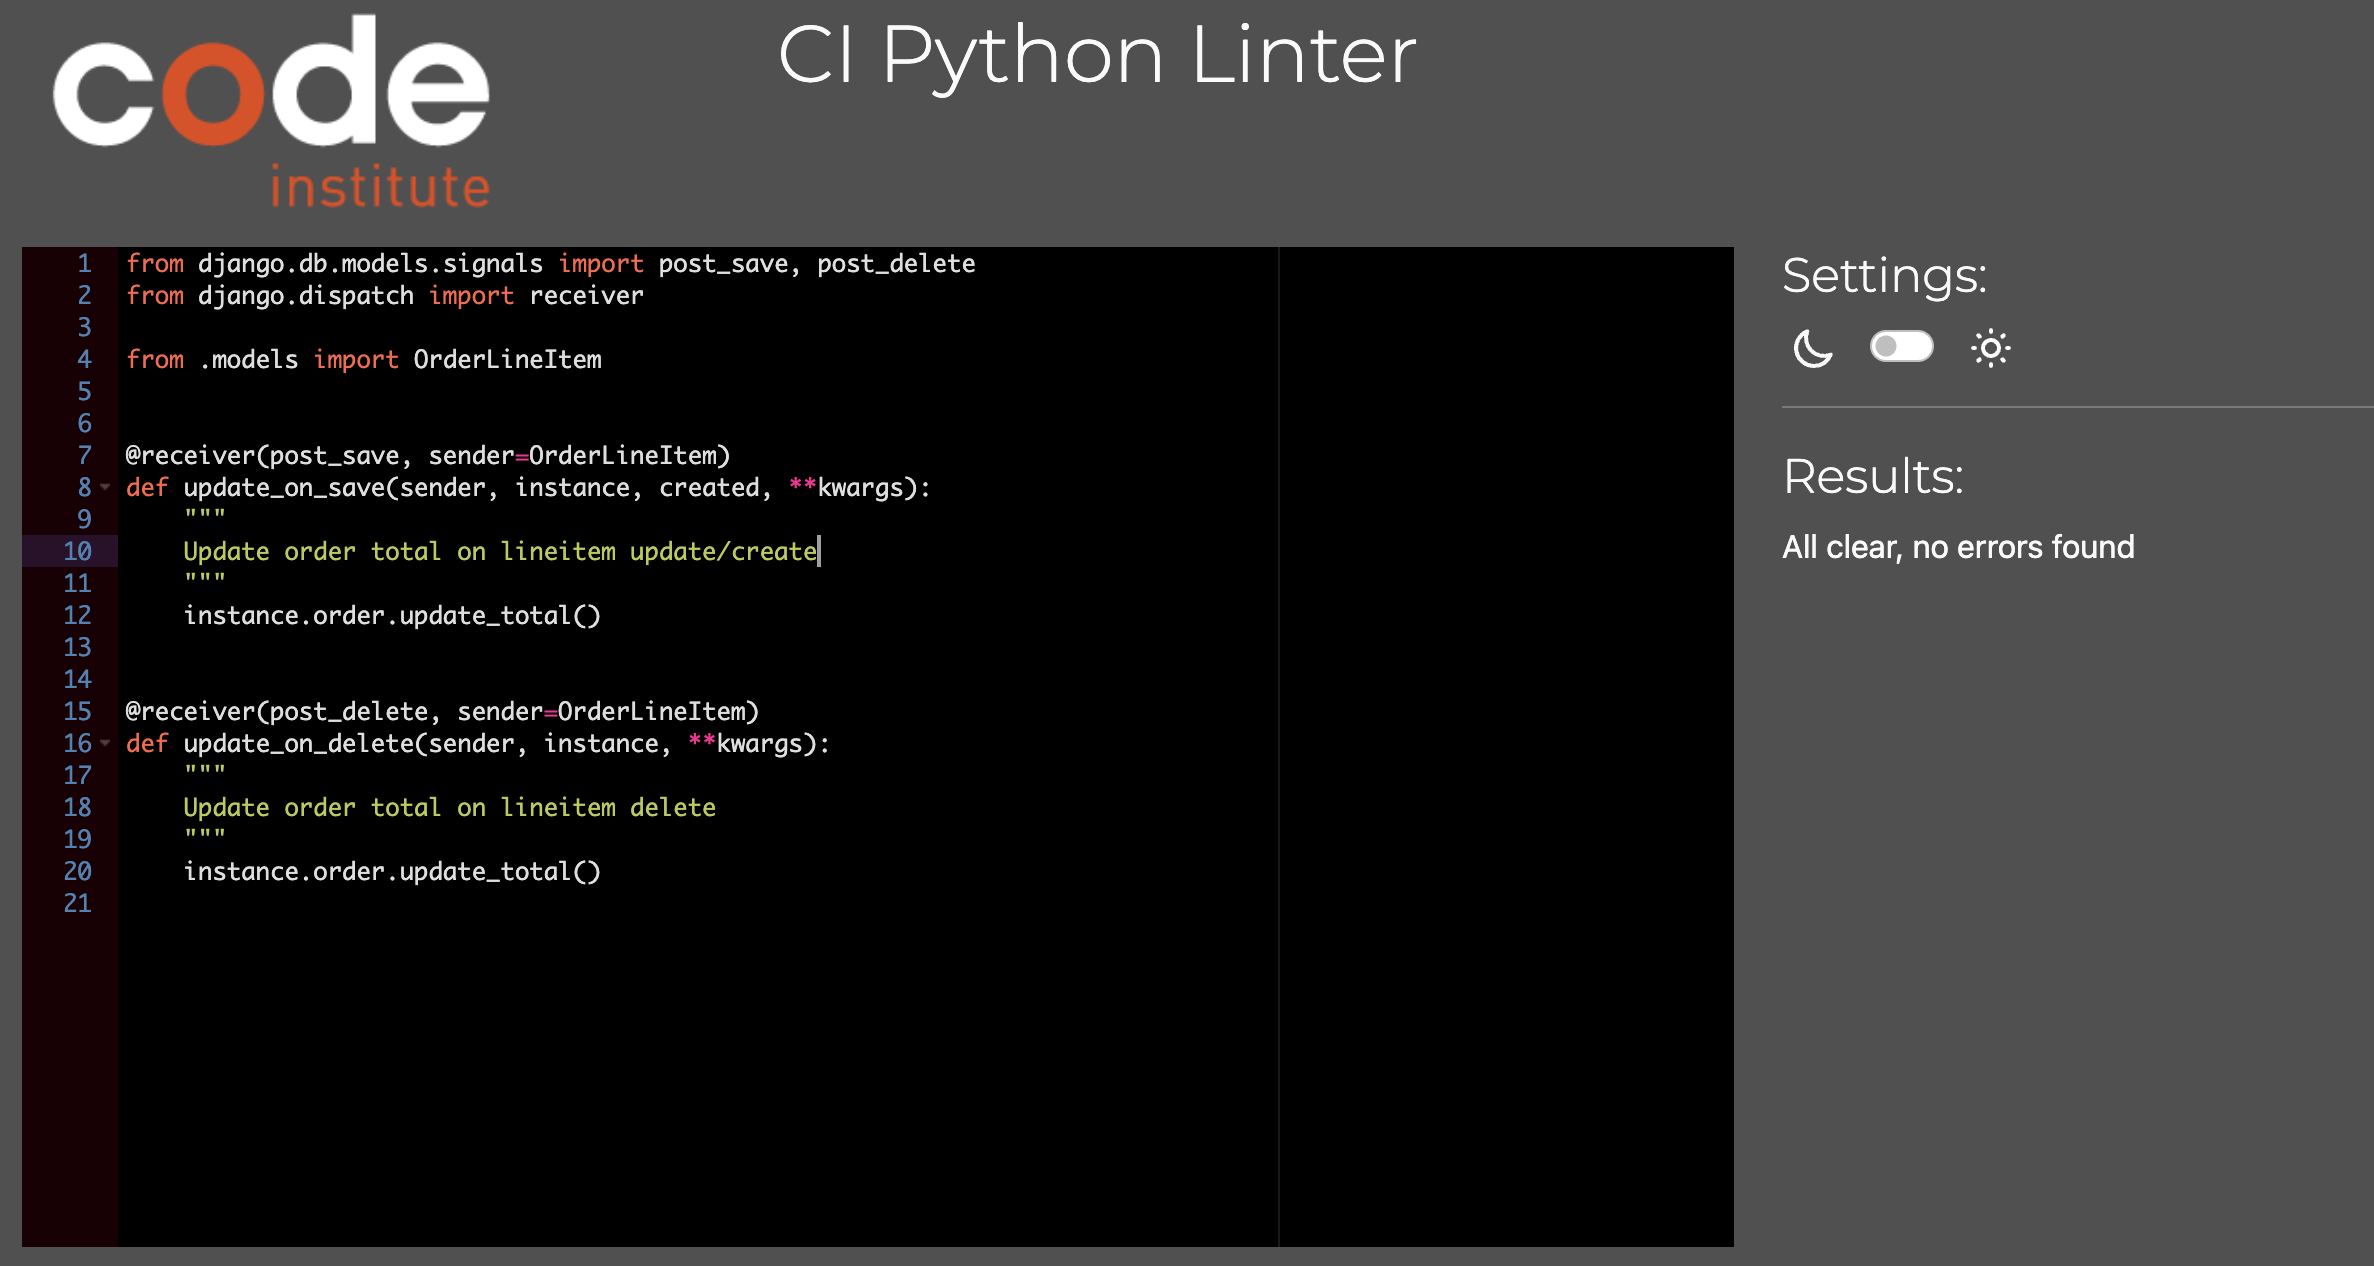 code
institute
CI Python Linter
1 from django.db.models.signals import post_save, post_delete
2 from django.dispatch import receiver
3
4 from .models import OrderLineItem
5
6
7 @receiver(post_save, sender=OrderLineItem)
8 def update_on_save(sender, instance, created, **kwargs):
9     """
10     Update order total on lineitem update/create
11     """
12     instance.order.update_total()
13
14
15 @receiver(post_delete, sender=OrderLineItem)
16 def update_on_delete(sender, instance, **kwargs):
17     """
18     Update order total on lineitem delete
19     """
20     instance.order.update_total()
21
Settings:
Results:
All clear, no errors found